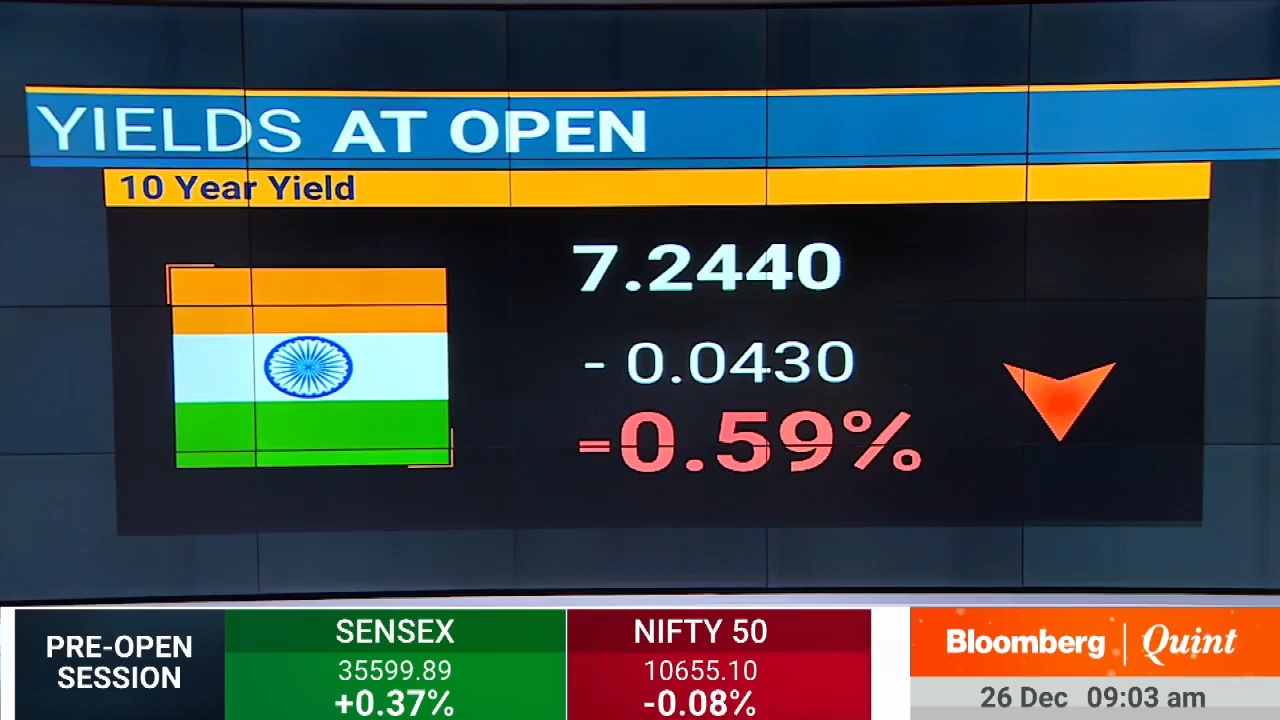 YIELDS AT OPEN
10 Year Yield
7.2440
- 0.0430
-0.59%
PRE-OPEN
SESSION
SENSEX
35599.89
+0.37%
NIFTY 50
10655.10
-0.08%
Bloomberg | Quint
26 Dec 09:03 am